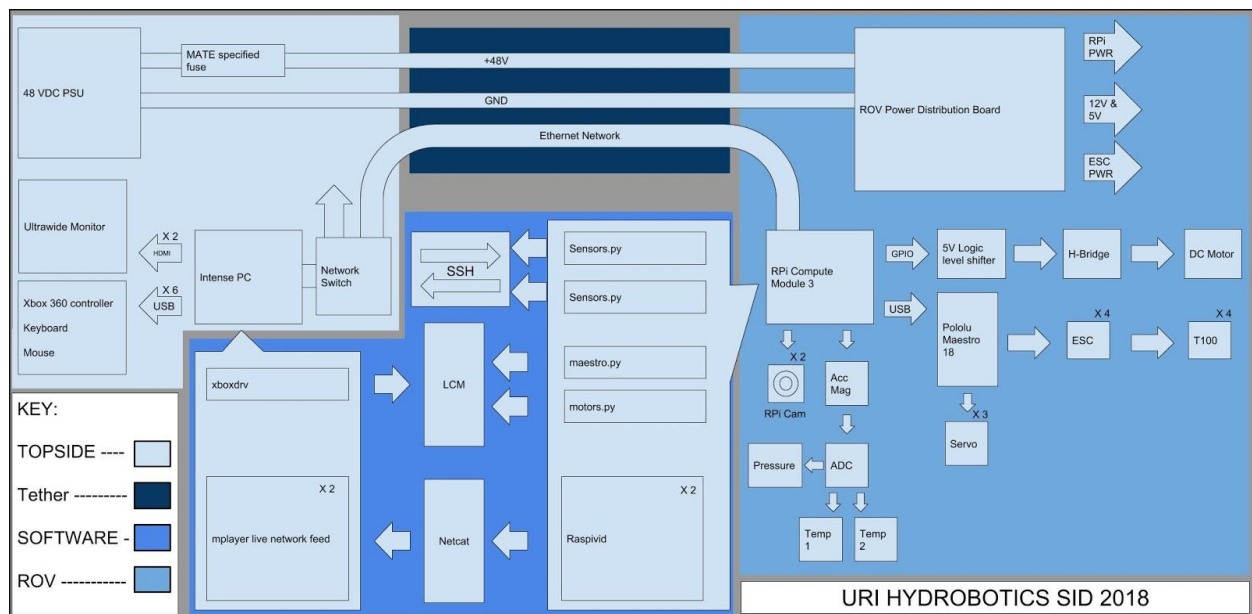 48 VDC PSU
MATE specified
fuse
+48V
GND
Ethernet Network
ROV Power Distribution Board
RPi
PWR
12V &
5V
ESC
PWR
Ultrawide Monitor
X 2
HDMI
X 6
USB
Xbox 360 controller
Keyboard
Mouse
Intense PC
Network
Switch
SSH
Sensors.py
Sensors.py
LCM
maestro.py
motors.py
xboxdrv
X 2
mplayer live network feed
Netcat
X 2
Raspivid
RPi Compute
Module 3
GPIO
5V Logic
level shifter
H-Bridge
DC Motor
USB
Pololu
Maestro
18
X 4
ESC
X 4
T100
X 3
Servo
X 2
RPi Cam
Acc
Mag
ADC
Pressure
Temp
1
Temp
2
KEY:
TOPSIDE ----
Tether ---------
SOFTWARE -
ROV -----------
URI HYDROBOTICS SID 2018